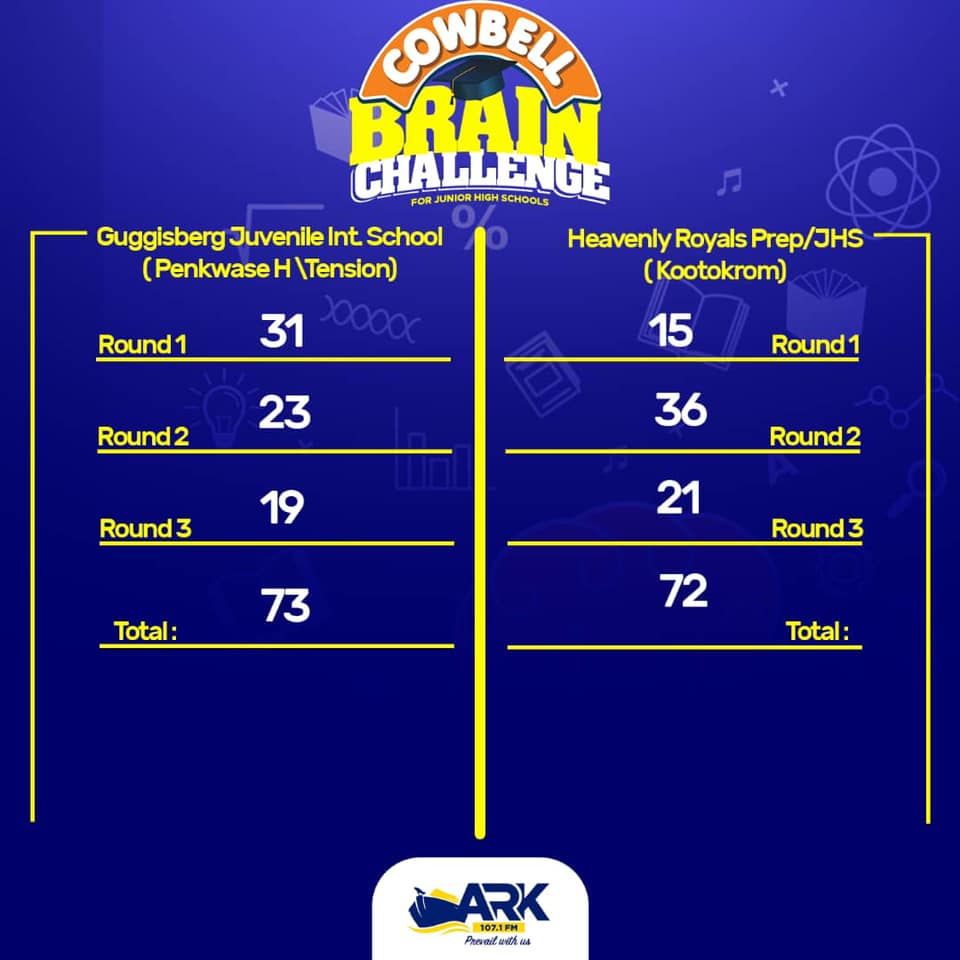 COWBELL
BRAIN
CHALLENGE
FOR JUNIOR HIGH SCHOOLS
Guggisberg Juvenile Int. School
( Penkwase H \Tension)
Round 1 31
Round 2 23
Round 3 19
Total : 73
Heavenly Royals Prep/JHS
( Kootokrom)
15 Round 1
36 Round 2
21 Round 3
72 Total :
%
A
ARK
107.1 FM
Prevail with us